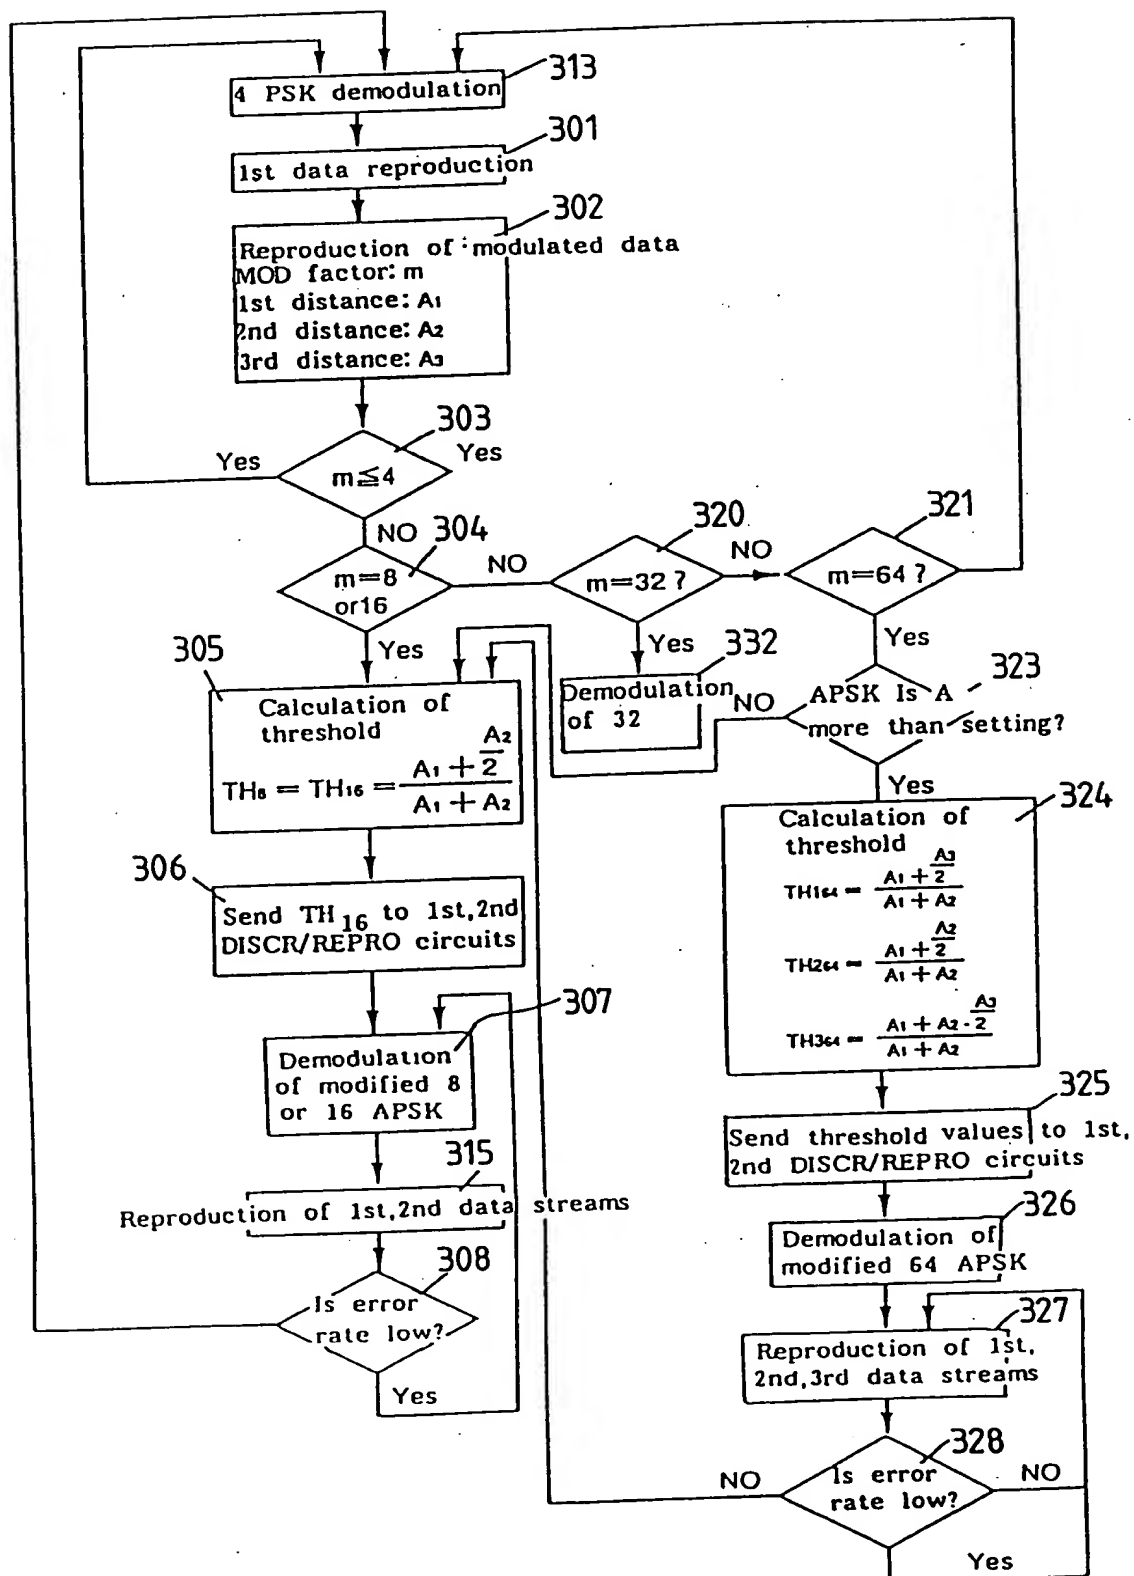 313
4 PSK demodulation
301
1st data reproduction
302
Reproduction of modulated data
MOD factor: m
1st distance: A1
2nd distance: A2
3rd distance: A3
303
Yes
Yes
m≦4
NO
304
NO
m=8
or16
Yes
320
m=32?
NO
Yes
321
m=64?
Yes
305
Calculation of
threshold
TH8 = TH16 = (A1 + A2/2) / (A1 + A2)
332
Demodulation
of 32
323
NO
APSK Is A
more than setting?
Yes
306
Send TH16 to 1st,2nd
DISCR/REPRO circuits
324
Calculation of
threshold
TH164 = (A1 + A3/2) / (A1 + A2)
TH264 = (A1 + A2/2) / (A1 + A2)
TH364 = (A1 + A2 - A3/2) / (A1 + A2)
307
Demodulation
of modified 8
or 16 APSK
325
Send threshold values to 1st,
2nd DISCR/REPRO circuits
315
Reproduction of 1st,2nd data streams
326
Demodulation of
modified 64 APSK
308
Is error
rate low?
Yes
327
Reproduction of 1st,
2nd,3rd data streams
328
NO
Is error
rate low?
NO
Yes